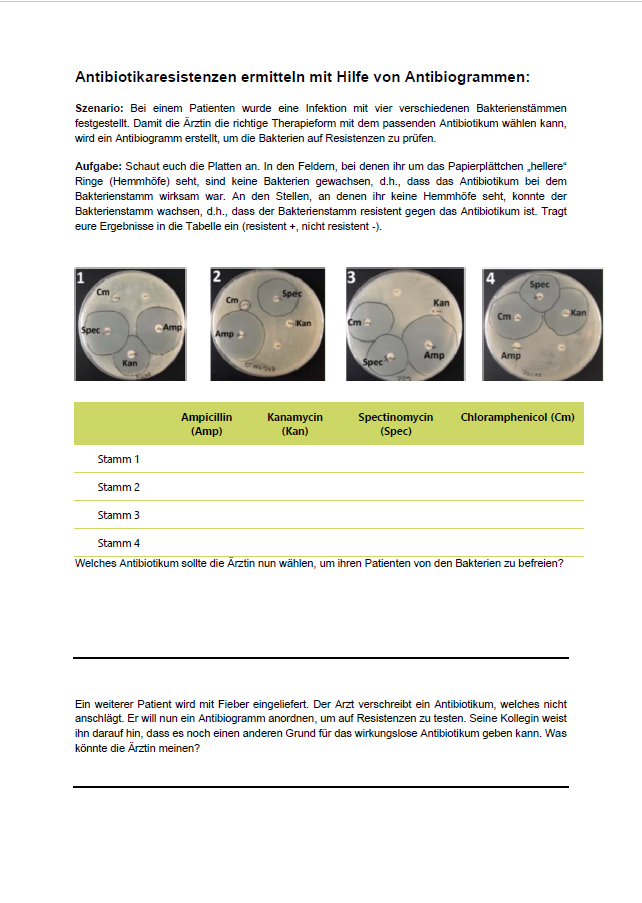 Antibiotikaresistenzen ermitteln mit Hilfe von Antibiogrammen:
Szenario: Bei einem Patienten wurde eine Infektion mit vier verschiedenen Bakterienstämmen
festgestellt. Damit die Ärztin die richtige Therapieform mit dem passenden Antibiotikum wählen kann,
wird ein Antibiogramm erstellt, um die Bakterien auf Resistenzen zu prüfen.
Aufgabe: Schaut euch die Platten an. In den Feldern, bei denen ihr um das Papierplättchen „hellere“
Ringe (Hemmhöfe) seht, sind keine Bakterien gewachsen, d.h., dass das Antibiotikum bei dem
Bakterienstamm wirksam war. An den Stellen, an denen ihr keine Hemmhöfe seht, konnte der
Bakterienstamm wachsen, d.h., dass der Bakterienstamm resistent gegen das Antibiotikum ist. Tragt
eure Ergebnisse in die Tabelle ein (resistent +, nicht resistent -).
1
Cm
Spec
Amp
Kan
2
Spec
Cm
Kan
Amp
3
Kan
Cm
Amp
Spec
4
Spec
Cm
Kan
Amp
Ampicillin Kanamycin Spectinomycin Chloramphenicol (Cm)
(Amp) (Kan) (Spec)
Stamm 1
Stamm 2
Stamm 3
Stamm 4
Welches Antibiotikum sollte die Ärztin nun wählen, um ihren Patienten von den Bakterien zu befreien?
Ein weiterer Patient wird mit Fieber eingeliefert. Der Arzt verschreibt ein Antibiotikum, welches nicht
anschlägt. Er will nun ein Antibiogramm anordnen, um auf Resistenzen zu testen. Seine Kollegin weist
ihn darauf hin, dass es noch einen anderen Grund für das wirkungslose Antibiotikum geben kann. Was
könnte die Ärztin meinen?